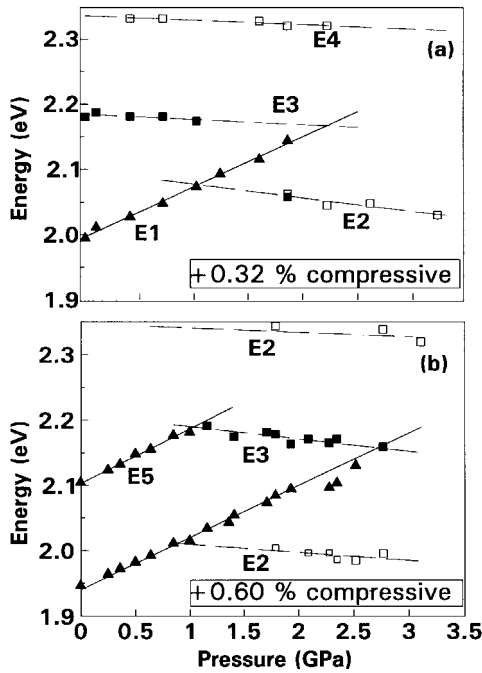 2.3
2.2
2.1
2.0
1.9
Energy (eV)
E4
(a)
E3
E1
E2
+0.32 % compressive
2.3
2.2
2.1
2.0
1.9
Energy (eV)
E2
(b)
E5
E3
E2
+0.60 % compressive
0 0.5 1 1.5 2 2.5 3 3.5
Pressure (GPa)